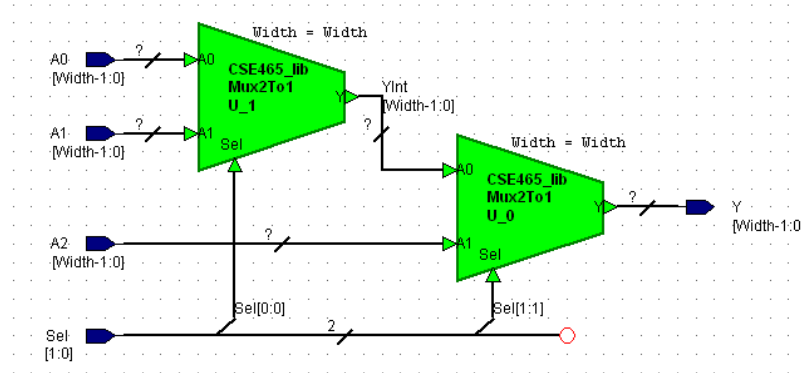 Width = Width
A0
[Width-1:0]
?
A0
CSE465_lib
Mux2To1
U_1
Y
YInt
[Width-1:0]
?
A1
[Width-1:0]
?
A1
Sel
Width = Width
A0
CSE465_lib
Mux2To1
U_0
Y
?
Y
[Width-1:0
A2
[Width-1:0]
?
A1
Sel
Sel[0:0]
Sel[1:1]
Sel
[1:0]
2